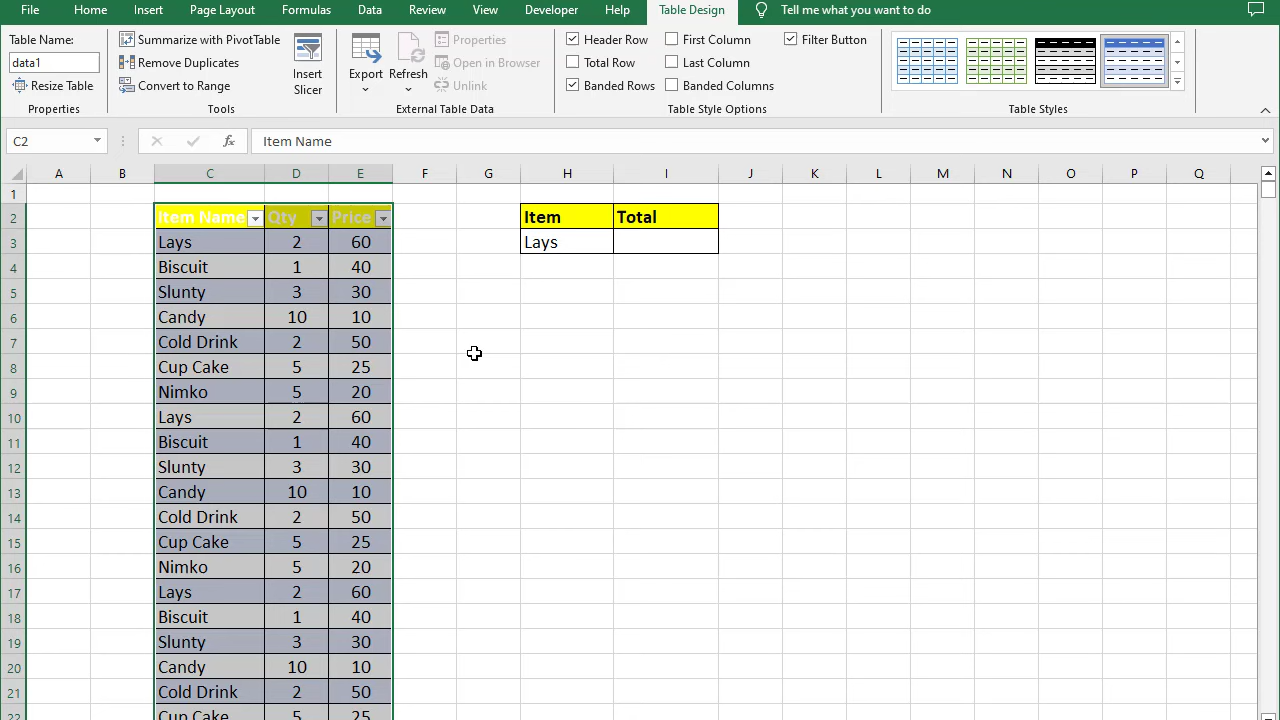 File Home Insert Page Layout Formulas Data Review View Developer Help Table Design Tell me what you want to do
Table Name: Summarize with PivotTable Properties Header Row First Column Filter Button
data1 Remove Duplicates Insert Slicer Export Refresh Open in Browser Total Row Last Column
Resize Table Convert to Range Unlink Banded Rows Banded Columns
Properties Tools External Table Data Table Style Options Table Styles
C2 fx Item Name
A B C D E F G H I J K L M N O P Q
1
2 Item Name Qty Price Item Total
3 Lays 2 60 Lays
4 Biscuit 1 40
5 Slunty 3 30
6 Candy 10 10
7 Cold Drink 2 50
8 Cup Cake 5 25
9 Nimko 5 20
10 Lays 2 60
11 Biscuit 1 40
12 Slunty 3 30
13 Candy 10 10
14 Cold Drink 2 50
15 Cup Cake 5 25
16 Nimko 5 20
17 Lays 2 60
18 Biscuit 1 40
19 Slunty 3 30
20 Candy 10 10
21 Cold Drink 2 50
22 Cup Cake 5 25